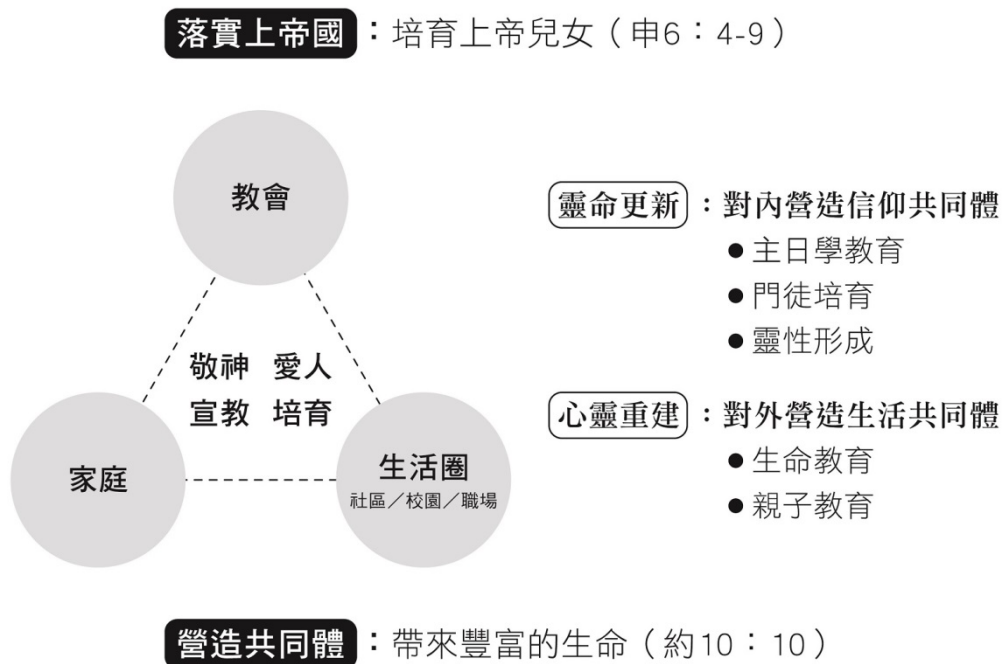 落實上帝國：培育上帝兒女（申6：4-9）
教會
敬神 愛人
宣教 培育
家庭
生活圈
社區／校園／職場
靈命更新：對內營造信仰共同體
●主日學教育
●門徒培育
●靈性形成
心靈重建：對外營造生活共同體
●生命教育
●親子教育
營造共同體：帶來豐富的生命（約10：10）